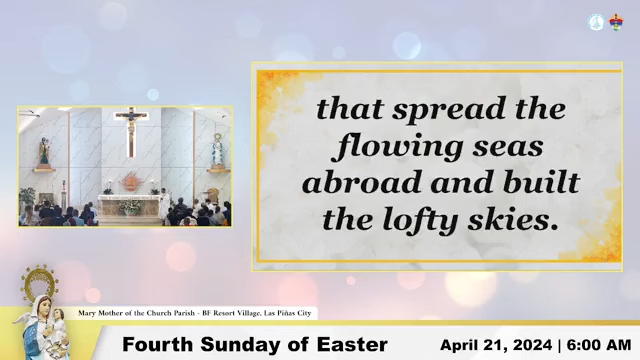 that spread the
flowing seas
abroad and built
the lofty skies.
Mary Mother of the Church Parish - BF Resort Village, Las Piñas City
Fourth Sunday of Easter
April 21, 2024 | 6:00 AM